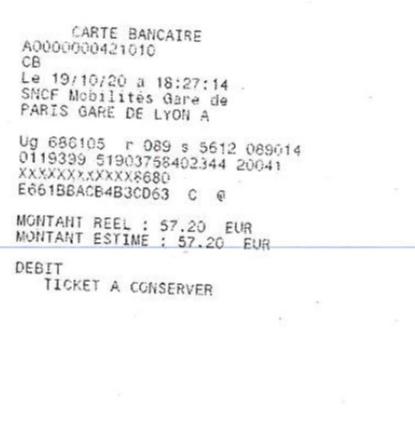 CARTE BANCAIRE
A0000000421010
CB
Le 19/10/20 a 18:27:14
SNCF Mobilités Gare de
PARIS GARE DE LYON A
Ug 686105 r 089 s 5612 089014
0119399 51903758402344 20041
XXXXXXXXXXXX8680
E661BBACB4B3CD63 C @
MONTANT REEL : 57.20 EUR
MONTANT ESTIME : 57.20 EUR
DEBIT
TICKET A CONSERVER